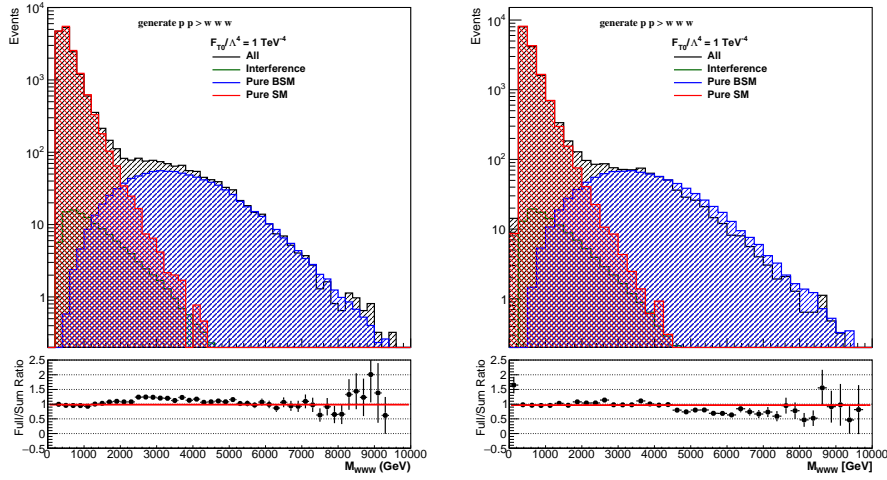 Events
generate p p > w w w
F_T0/Λ^4 = 1 TeV^-4
All
Interference
Pure BSM
Pure SM
10^4
10^3
10^2
10
1
Full/Sum Ratio
2.5
2
1.5
1
0.5
0
−0.5
0 1000 2000 3000 4000 5000 6000 7000 8000 9000 10000
M_WWW (GeV)
Events
generate p p > w w w
F_T0/Λ^4 = 1 TeV^-4
All
Interference
Pure BSM
Pure SM
10^4
10^3
10^2
10
1
Full/Sum Ratio
2.5
2
1.5
1
0.5
0
−0.5
0 1000 2000 3000 4000 5000 6000 7000 8000 9000 10000
M_WWW [GeV]